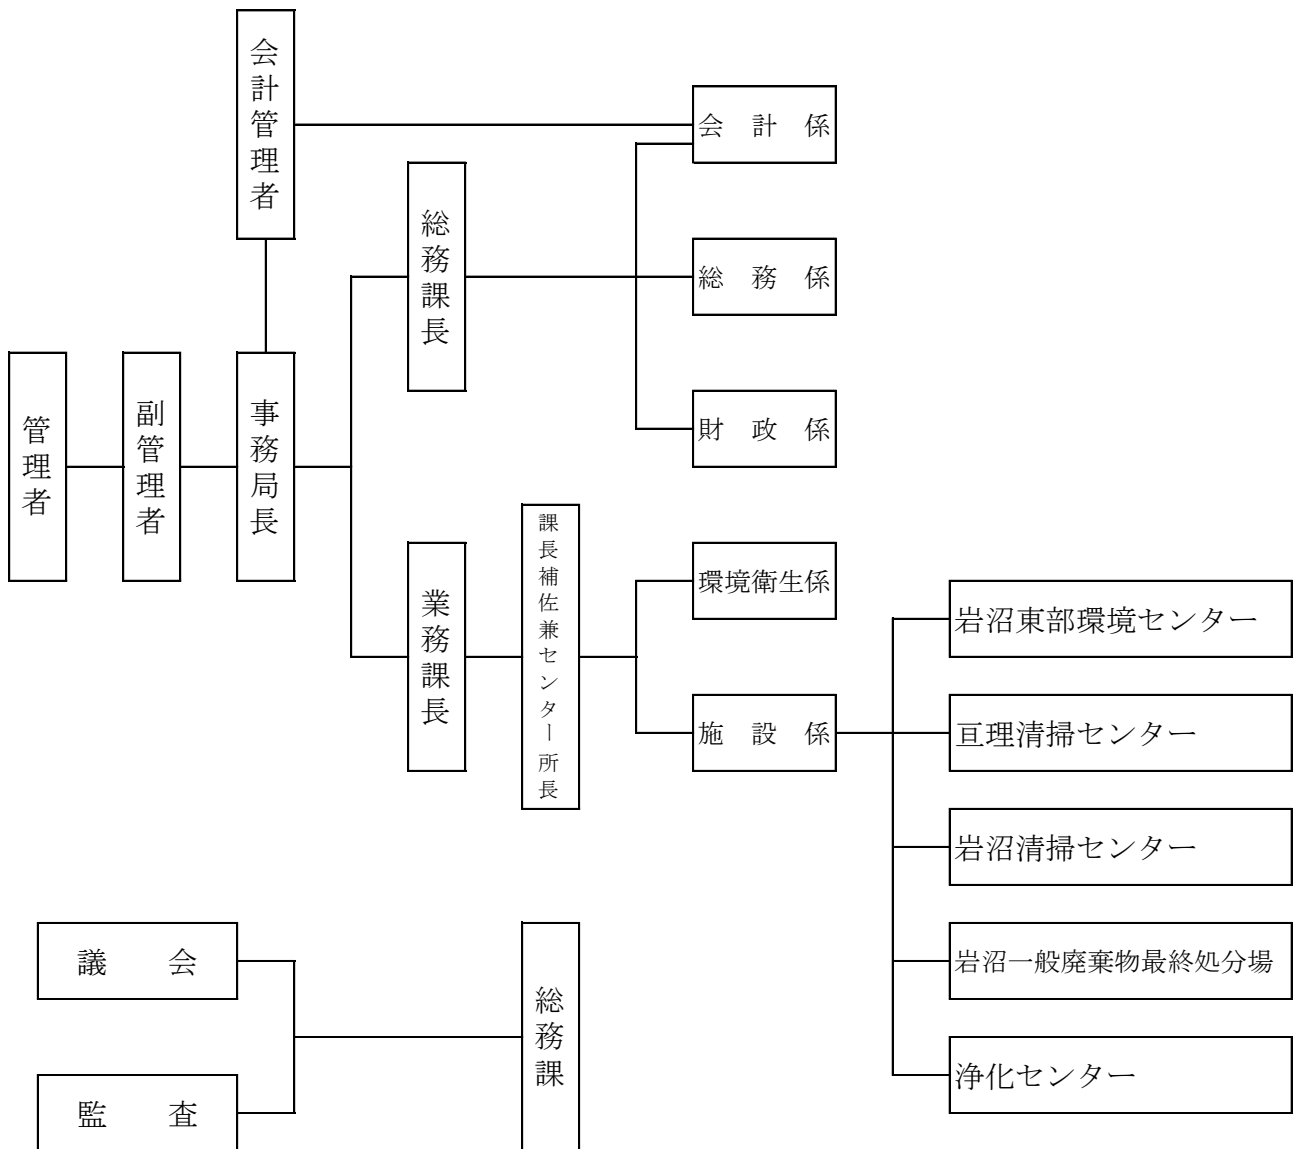 会計管理者
会計係
総務課長
総務係
管理者
副管理者
事務局長
財政係
業務課長
課長補佐兼センター所長
環境衛生係
施設係
岩沼東部環境センター
亘理清掃センター
岩沼清掃センター
岩沼一般廃棄物最終処分場
浄化センター
議会
総務課
監査